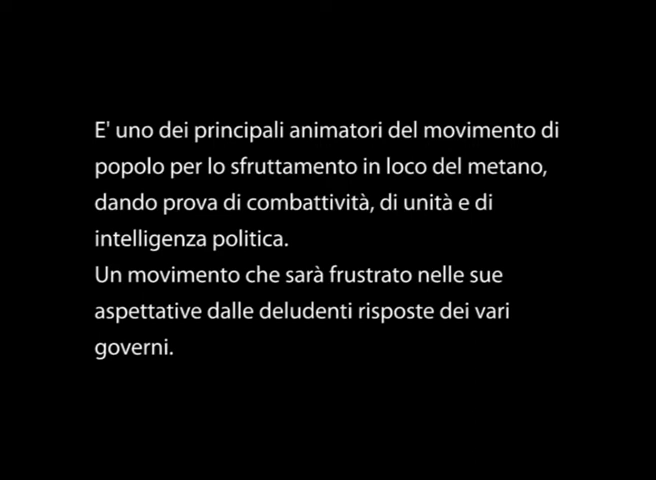 E' uno dei principali animatori del movimento di
popolo per lo sfruttamento in loco del metano,
dando prova di combattività, di unità e di
intelligenza politica.
Un movimento che sarà frustrato nelle sue
aspettative dalle deludenti risposte dei vari
governi.